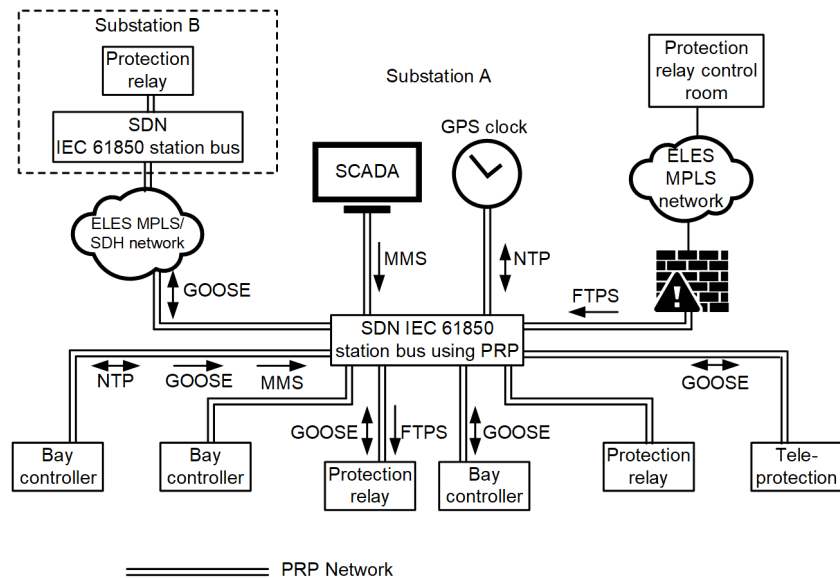 Substation B
Protection
relay
SDN
IEC 61850 station bus
ELES MPLS/
SDH network
GOOSE
Substation A
SCADA
MMS
GPS clock
NTP
Protection
relay control
room
ELES
MPLS
network
FTPS
SDN IEC 61850
station bus using PRP
NTP
GOOSE
MMS
GOOSE
GOOSE
FTPS
GOOSE
Bay
controller
Bay
controller
Protection
relay
Bay
controller
Protection
relay
Tele-
protection
PRP Network